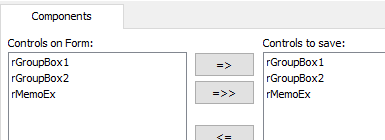 Components
Controls on Form:
Controls to save:
rGroupBox1
rGroupBox2
rMemoEx
=>
=>>
<=
rGroupBox1
rGroupBox2
rMemoEx